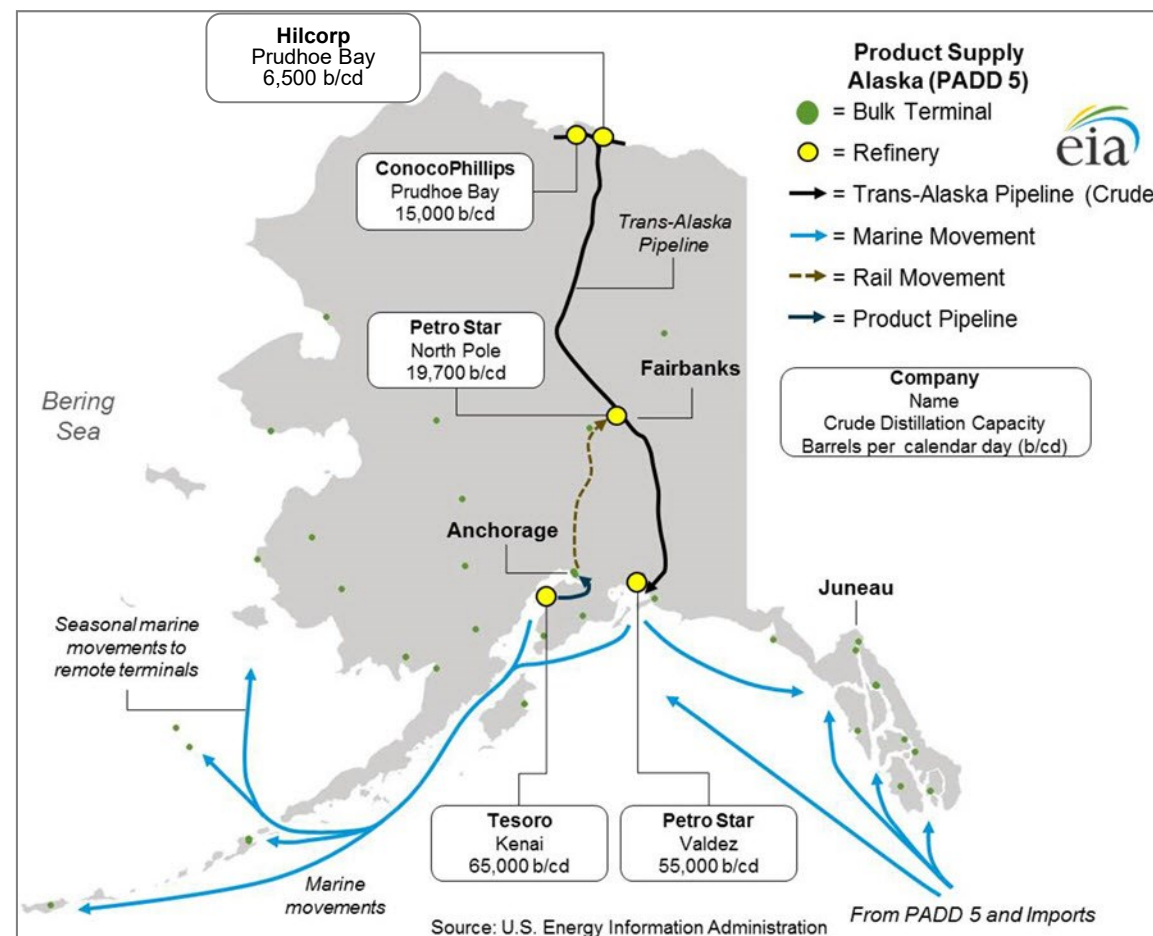 Hilcorp
Prudhoe Bay
6,500 b/cd
Product Supply
Alaska (PADD 5)
= Bulk Terminal
= Refinery
= Trans-Alaska Pipeline (Crude
= Marine Movement
= Rail Movement
= Product Pipeline
eia
ConocoPhillips
Prudhoe Bay
15,000 b/cd
Trans-Alaska
Pipeline
Petro Star
North Pole
19,700 b/cd
Fairbanks
Company
Name
Crude Distillation Capacity
Barrels per calendar day (b/cd)
Bering
Sea
Anchorage
Juneau
Seasonal marine
movements to
remote terminals
Tesoro
Kenai
65,000 b/cd
Petro Star
Valdez
55,000 b/cd
Marine
movements
From PADD 5 and Imports
Source: U.S. Energy Information Administration